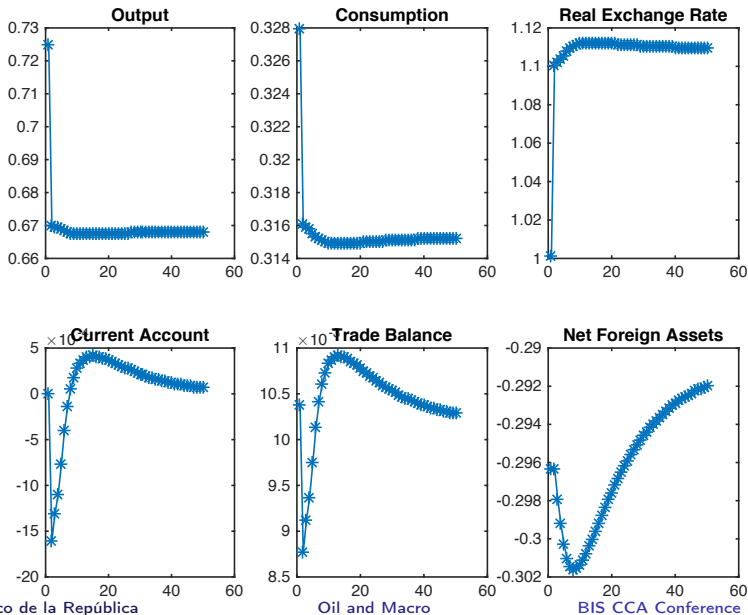 Output
0.73
0.72
0.71
0.7
0.69
0.68
0.67
0.66
0 20 40 60
Consumption
0.328
0.326
0.324
0.322
0.32
0.318
0.316
0.314
0 20 40 60
Real Exchange Rate
1.12
1.1
1.08
1.06
1.04
1.02
1
0 20 40 60
Current Account
×10
5
0
-5
-10
-15
-20
0 20 40 60
Trade Balance
×10
11
10.5
10
9.5
9
8.5
0 20 40 60
Net Foreign Assets
-0.29
-0.292
-0.294
-0.296
-0.298
-0.3
-0.302
0 20 40 60
co de la República
Oil and Macro
BIS CCA Conference